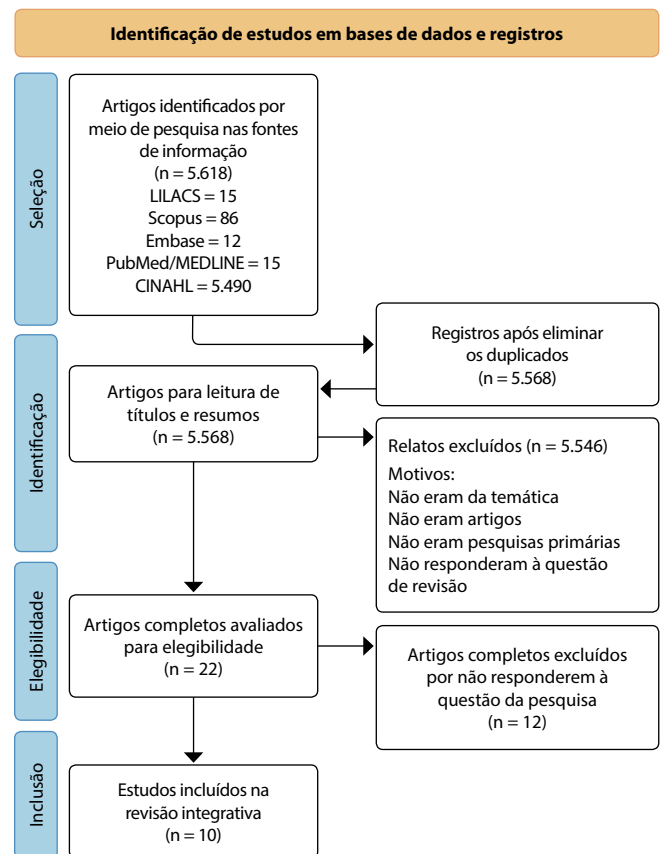 Identificação de estudos em bases de dados e registros
Seleção
Artigos identificados por
meio de pesquisa nas fontes
de informação
(n = 5.618)
LILACS = 15
Scopus = 86
Embase = 12
PubMed/MEDLINE = 15
CINAHL = 5.490
Registros após eliminar
os duplicados
(n = 5.568)
Identificação
Artigos para leitura de
títulos e resumos
(n = 5.568)
Relatos excluídos (n = 5.546)
Motivos:
Não eram da temática
Não eram artigos
Não eram pesquisas primárias
Não responderam à questão
de revisão
Elegibilidade
Artigos completos avaliados
para elegibilidade
(n = 22)
Artigos completos excluídos
por não responderem à
questão da pesquisa
(n = 12)
Inclusão
Estudos incluídos na
revisão integrativa
(n = 10)